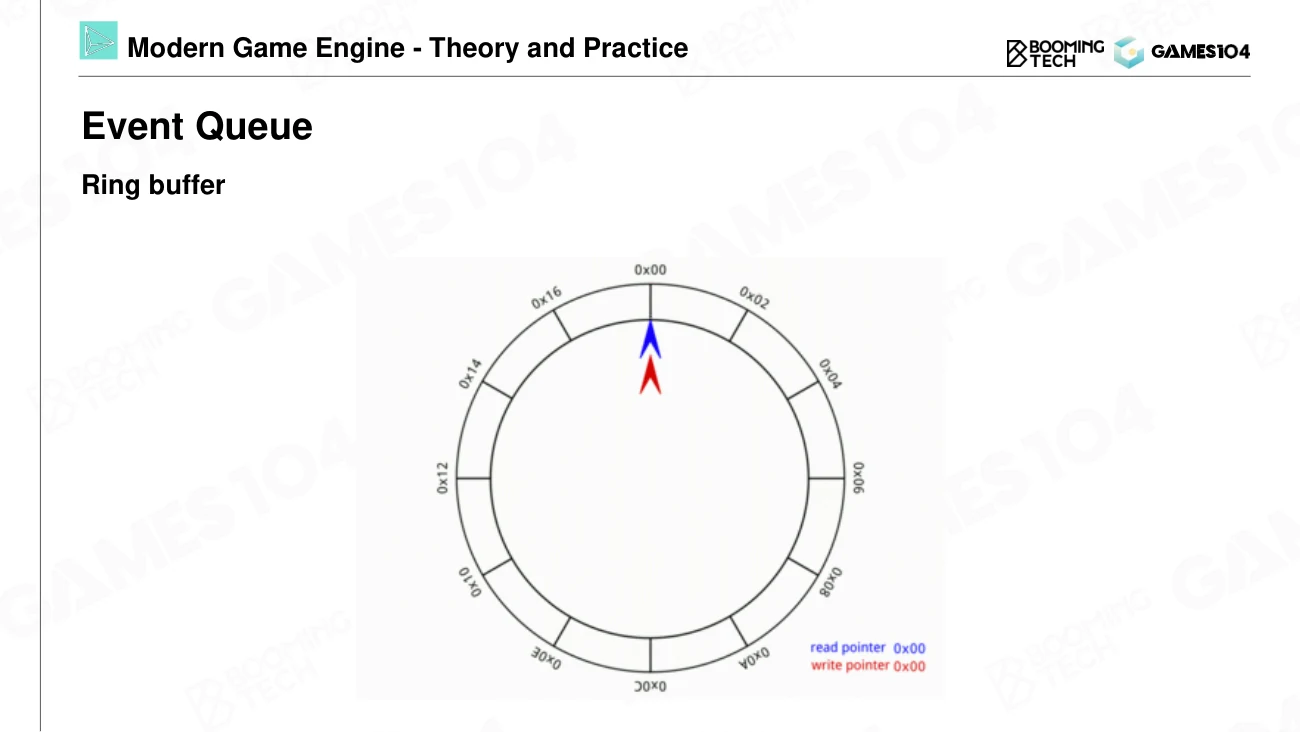 Modern Game Engine - Theory and Practice
BOOMING
TECH
GAMES104
Event Queue
Ring buffer
0x00
0x02
0x04
0x06
0x08
0x0A
0x0C
0x0E
0x10
0x12
0x14
0x16
read pointer 0x00
write pointer 0x00